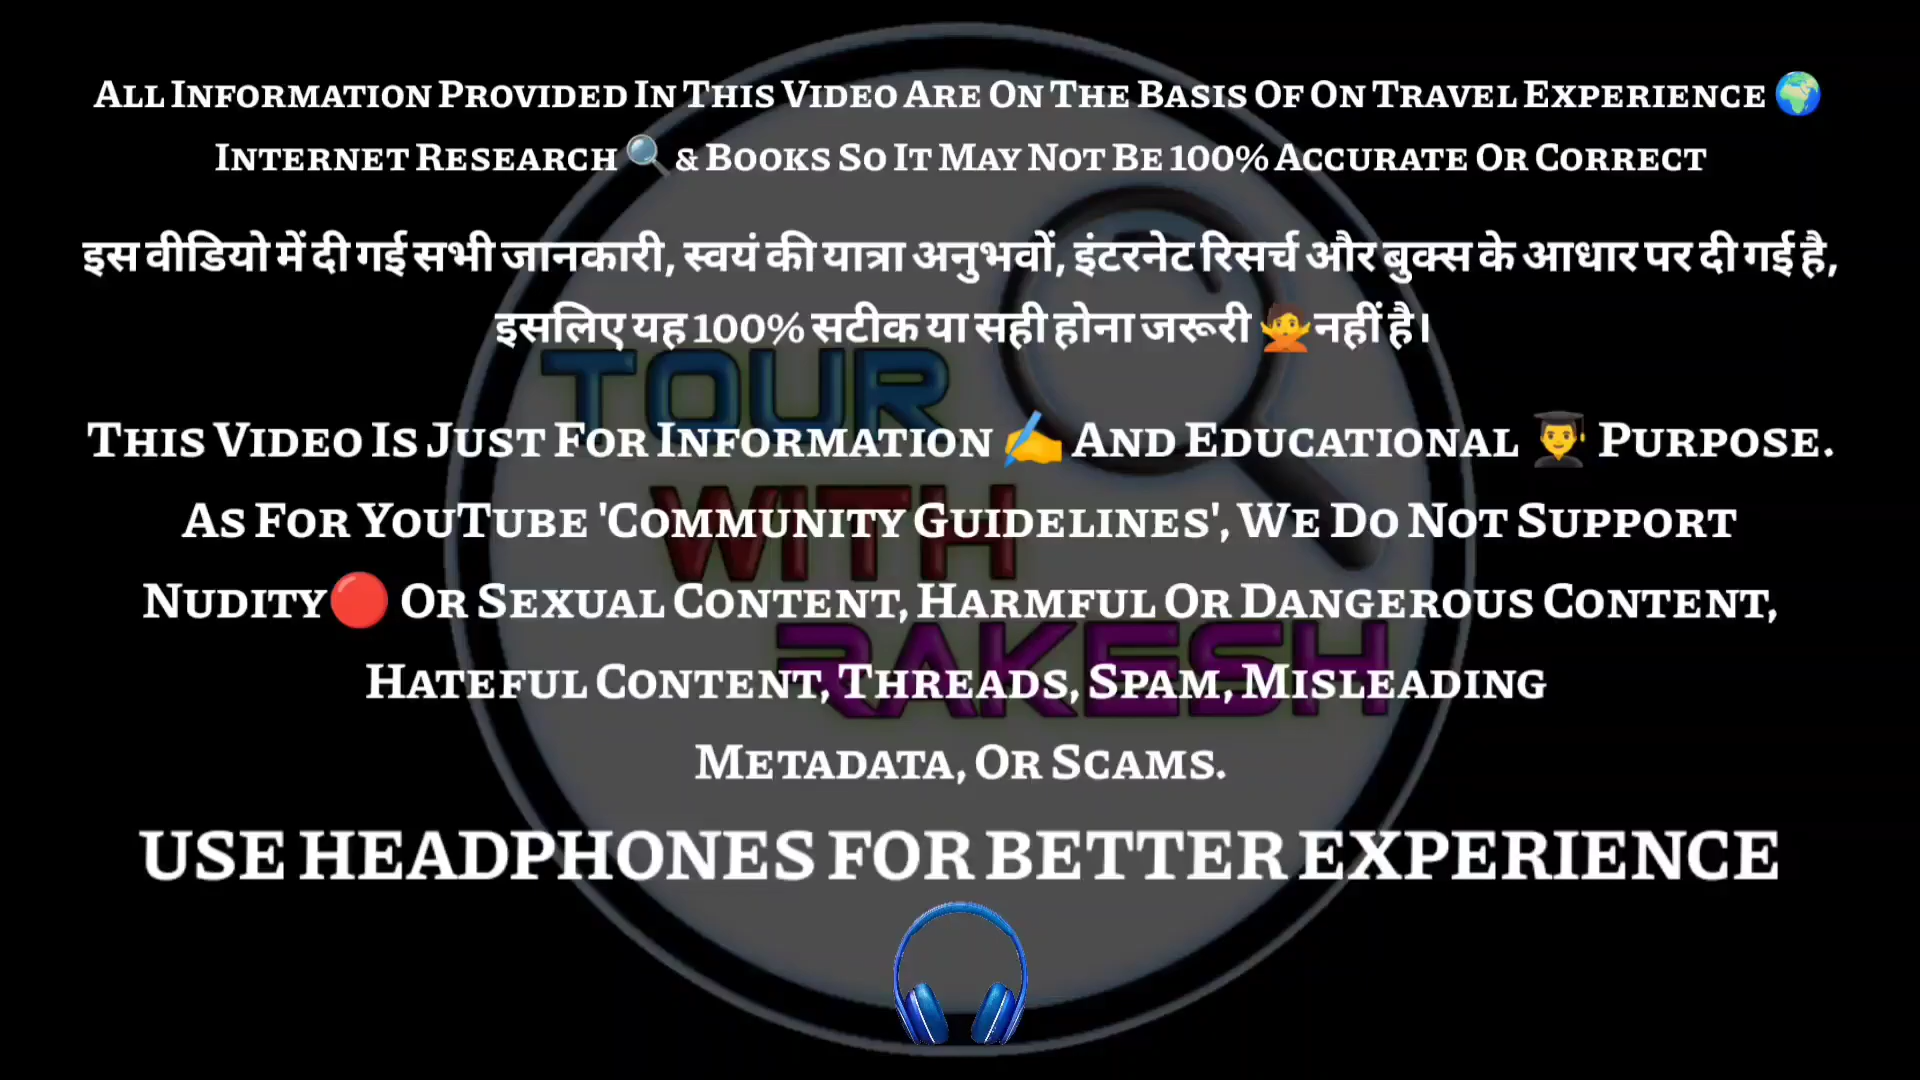 All Information Provided In This Video Are On The Basis Of On Travel Experience 🌍
Internet Research 🔍 & Books So It May Not Be 100% Accurate Or Correct
इस वीडियो में दी गई सभी जानकारी, स्वयं की यात्रा अनुभवों, इंटरनेट रिसर्च और बुक्स के आधार पर दी गई है,
इसलिए यह 100% सटीक या सही होना जरूरी 🙅 नहीं है।
TOUR
This Video Is Just For Information ✍️ And Educational 👨‍🎓 Purpose.
As For YouTube 'Community Guidelines', We Do Not Support
WITH
Nudity🔴 Or Sexual Content, Harmful Or Dangerous Content,
RAKESH
Hateful Content, Threads, Spam, Misleading
Metadata, Or Scams.
USE HEADPHONES FOR BETTER EXPERIENCE
🎧